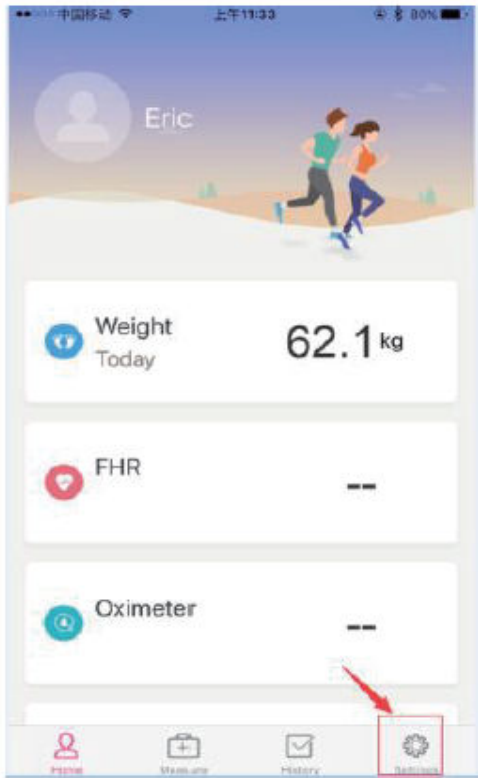 中国移动 上午11:33 80%
Eric
Weight
Today
62.1 kg
FHR
--
Oximeter
--
Home Measure History Settings